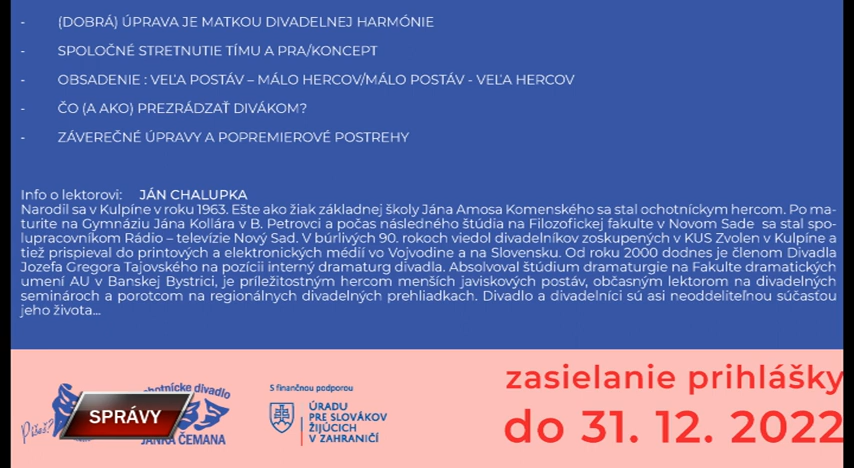 - (DOBRÁ) ÚPRAVA JE MATKOU DIVADELNEJ HARMÓNIE
- SPOLOČNÉ STRETNUTIE TÍMU A PRA/KONCEPT
- OBSADENIE : VEĽA POSTÁV – MÁLO HERCOV/MÁLO POSTÁV - VEĽA HERCOV
- ČO (A AKO) PREZRÁDZAŤ DIVÁKOM?
- ZÁVEREČNÉ ÚPRAVY A POPREMIEROVÉ POSTREHY
Info o lektorovi: JÁN CHALUPKA
Narodil sa v Kulpíne v roku 1963. Ešte ako žiak základnej školy Jána Amosa Komenského sa stal ochotníckym hercom. Po ma-
turite na Gymnáziu Jána Kollára v B. Petrovci a počas následného štúdia na Filozofickej fakulte v Novom Sade sa stal spo-
lupracovníkom Rádio – televízie Nový Sad. V búrlivých 90. rokoch viedol divadelníkov zoskupených v KUS Zvolen v Kulpíne a
tiež prispieval do printových a elektronických médií vo Vojvodine a na Slovensku. Od roku 2000 dodnes je členom Divadla
Jozefa Gregora Tajovského na pozícii interný dramaturg divadla. Absolvoval štúdium dramaturgie na Fakulte dramatických
umení AU v Banskej Bystrici, je príležitostným hercom menších javiskových postáv, občasným lektorom na divadelných
seminároch a porotcom na regionálnych divadelných prehliadkach. Divadlo a divadelníci sú asi neoddeliteľnou súčasťou
jeho života...
Píšeš?
divadlo
SPRÁVY
JANKA ČEMANA
S finančnou podporou
ÚRADU
PRE SLOVÁKOV
ŽIJÚCICH
V ZAHRANIČÍ
zasielanie prihlášky
do 31. 12. 2022